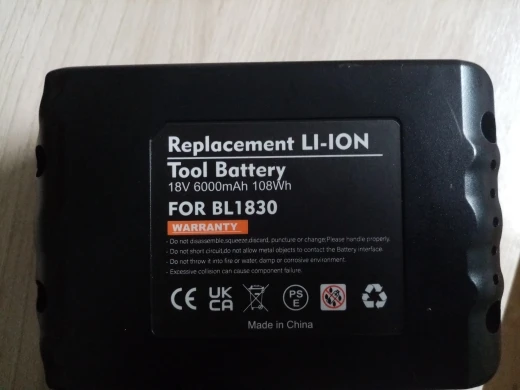 Replacement LI-ION
Tool Battery
18V 6000mAh 108Wh
FOR BL1830
WARRANTY
· Do not disassemble,squeeze,discard, puncture or change,Please handle properly.
· Do not short circuit,do not allow metal objects to contact the Battery interface.
· Do not throw it into fire or water, damp or corrosive environment.
· Excessive collision can cause component failure.
CE UK CA PS E
Made in China